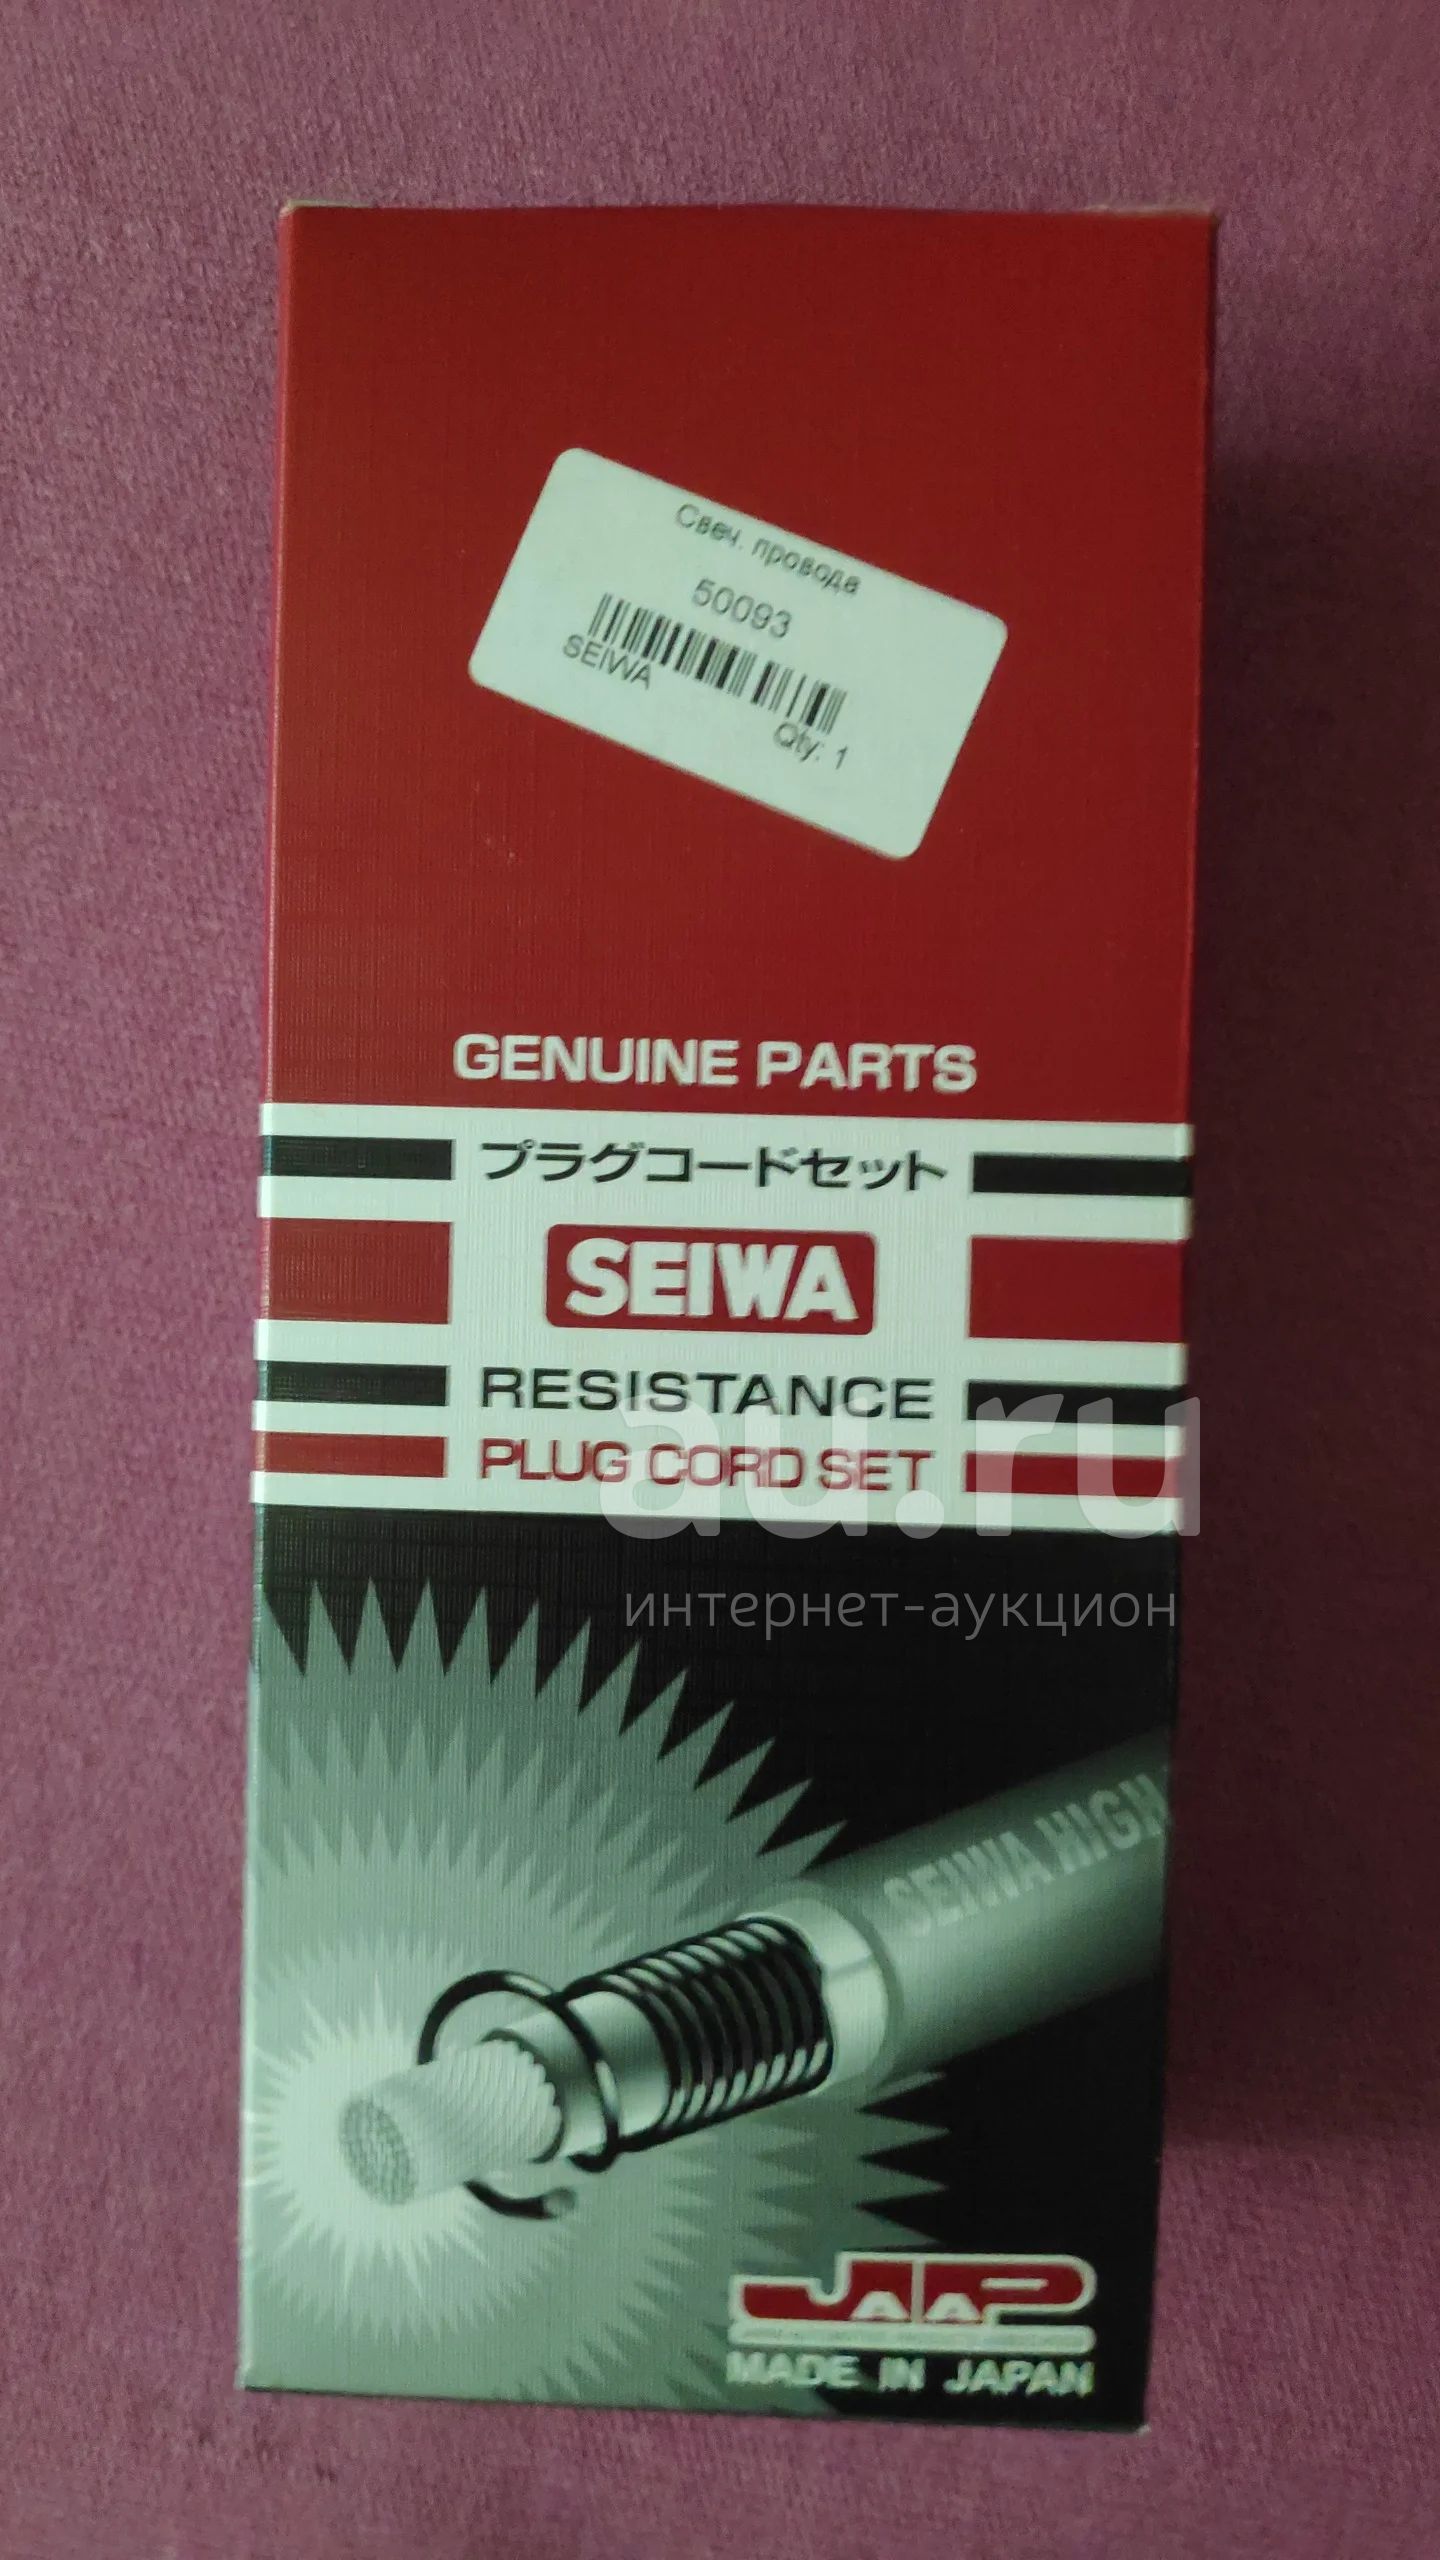 Свеч. провода
50093
SEIWA
Qty: 1
GENUINE PARTS
プラグコードセット
SEIWA
RESISTANCE
PLUG CORD SET
au.ru
интернет-аукцион
SEIWA HIGH
JAAP
MADE IN JAPAN